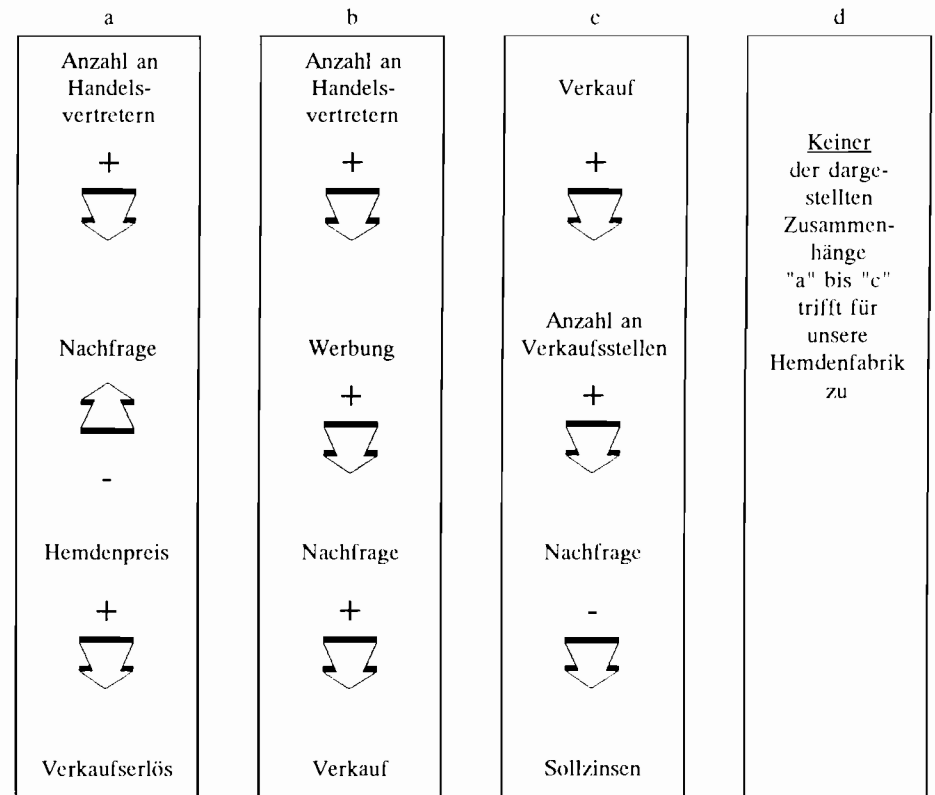 a
Anzahl an
Handels-
vertretern
+
Nachfrage
-
Hemdenpreis
+
Verkaufserlös
b
Anzahl an
Handels-
vertretern
+
Werbung
+
Nachfrage
+
Verkauf
c
Verkauf
+
Anzahl an
Verkaufsstellen
+
Nachfrage
-
Sollzinsen
d
Keiner
der darge-
stellten
Zusammen-
hänge
"a" bis "c"
trifft für
unsere
Hemdenfabrik
zu